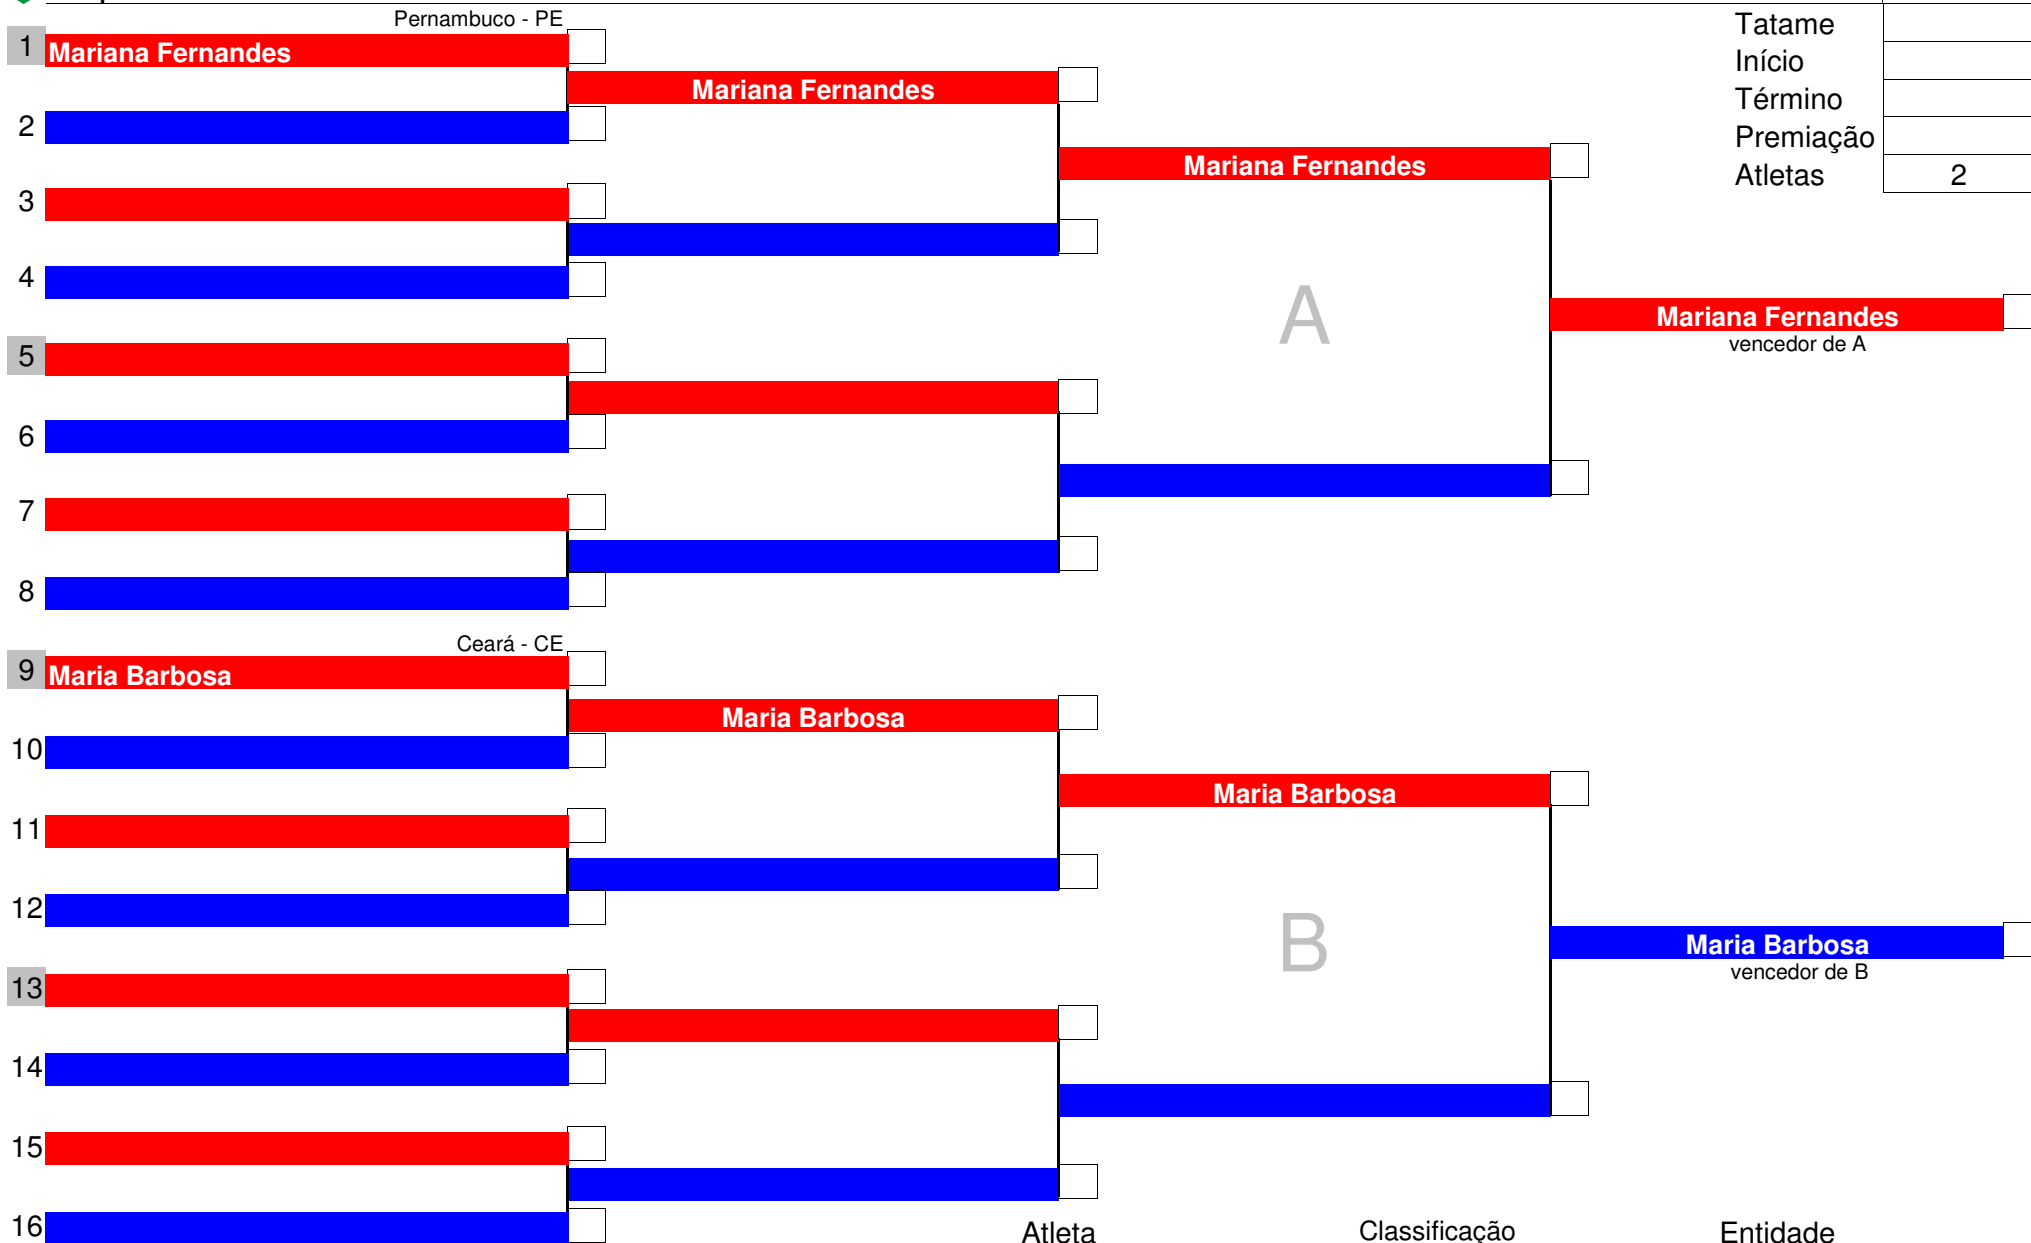 Pernambuco - PE
Tatame
1 Mariana Fernandes
Início
Mariana Fernandes
Término
2
Premiação
Mariana Fernandes
Atletas 2
3
4
A
Mariana Fernandes
vencedor de A
5
6
7
8
Ceará - CE
9 Maria Barbosa
Maria Barbosa
10
Maria Barbosa
11
12
B
Maria Barbosa
vencedor de B
13
14
15
16
Atleta Classificação Entidade